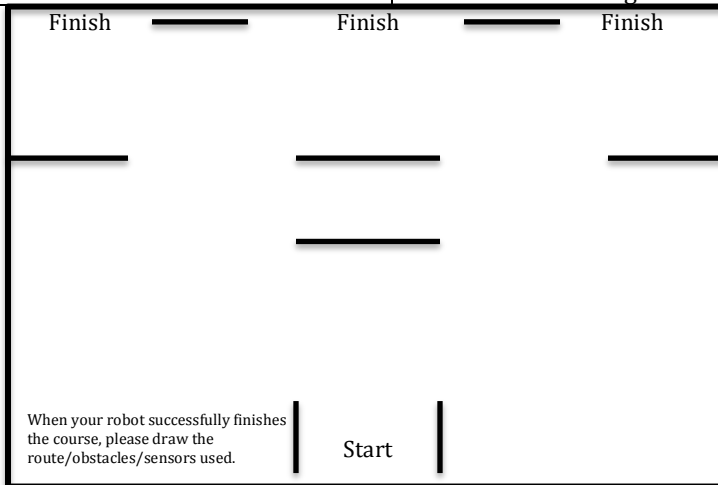 Finish Finish Finish
When your robot successfully finishes
the course, please draw the
route/obstacles/sensors used.
Start